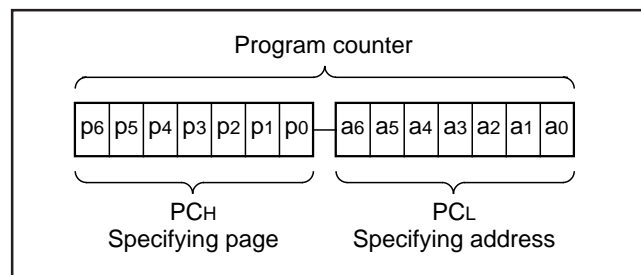 Program counter
p6 p5 p4 p3 p2 p1 p0 a6 a5 a4 a3 a2 a1 a0
PCH PCL
Specifying page Specifying address